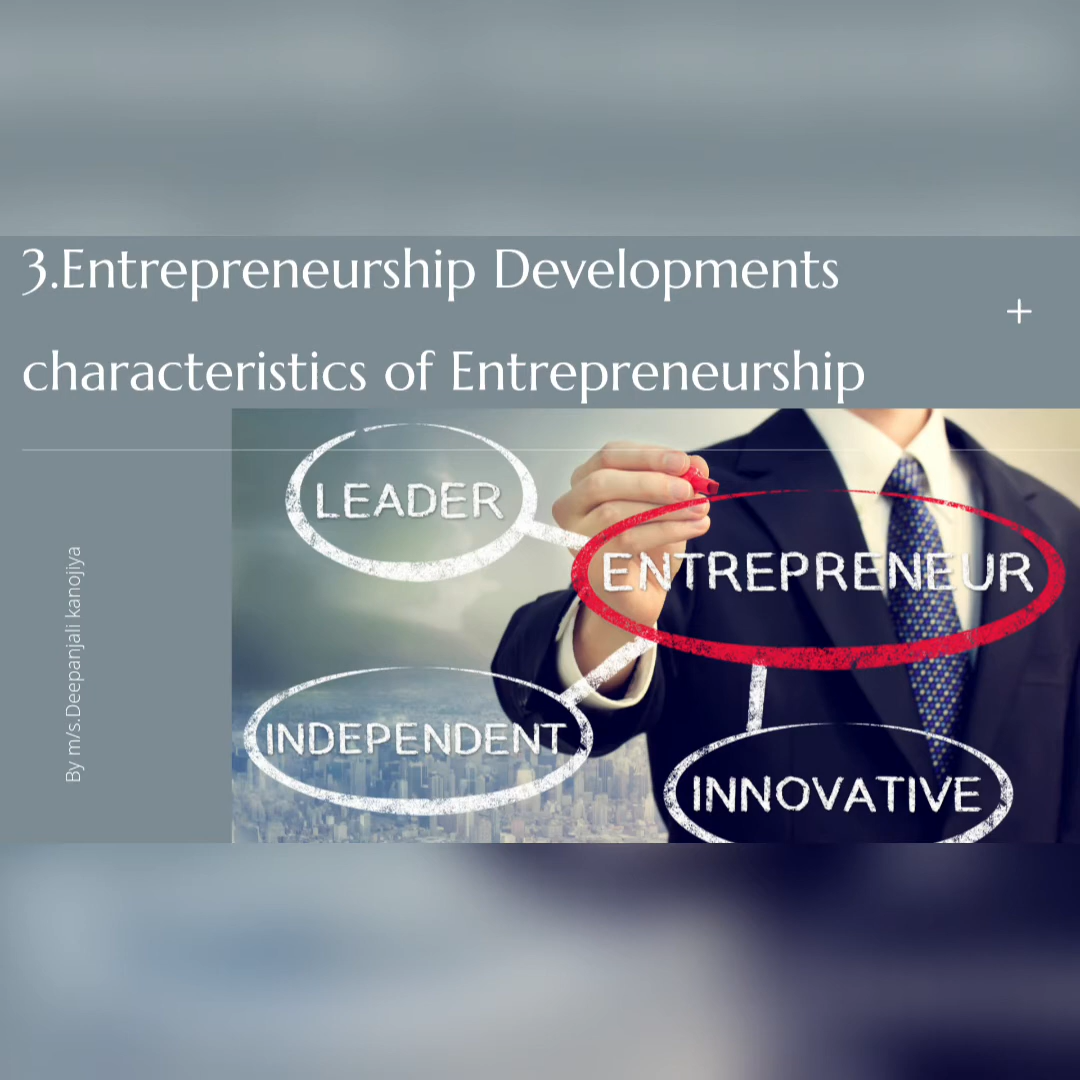 3.Entrepreneurship Developments
+
characteristics of Entrepreneurship
LEADER
ENTREPRENEUR
INDEPENDENT
INNOVATIVE
By m/s.Deepanjali kanojiya